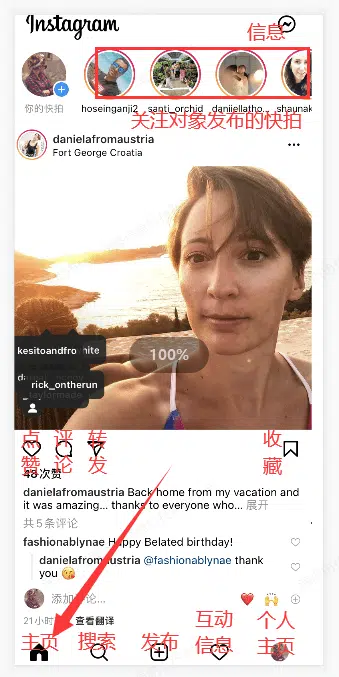 Instagram
信息
你的快拍
hoseinganji2
santi_orchid
daniiellatho...
shaunak
关注对象发布的快拍
danielafromaustria
Fort George Croatia
kesitoandfro
nite
rick_ontherun
100%
点赞
评论
转发
收藏
48次赞
danielafromaustria Back home from my vacation and
it was amazing... thanks to everyone who... 展开
共5条评论
fashionablynae Happy Belated birthday!
danielafromaustria @fashionablynae thank
you 😘
添加评论...
21小时
查看翻译
主页
搜索
发布
互动信息
个人主页